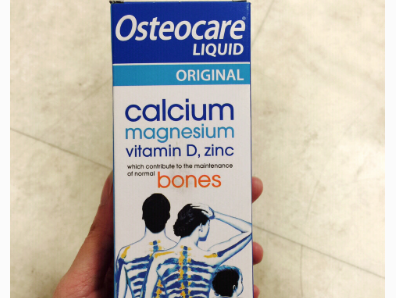 Osteocare®
LIQUID
ORIGINAL
calcium
magnesium
vitamin D, zinc
which contribute to the maintenance
of normal bones